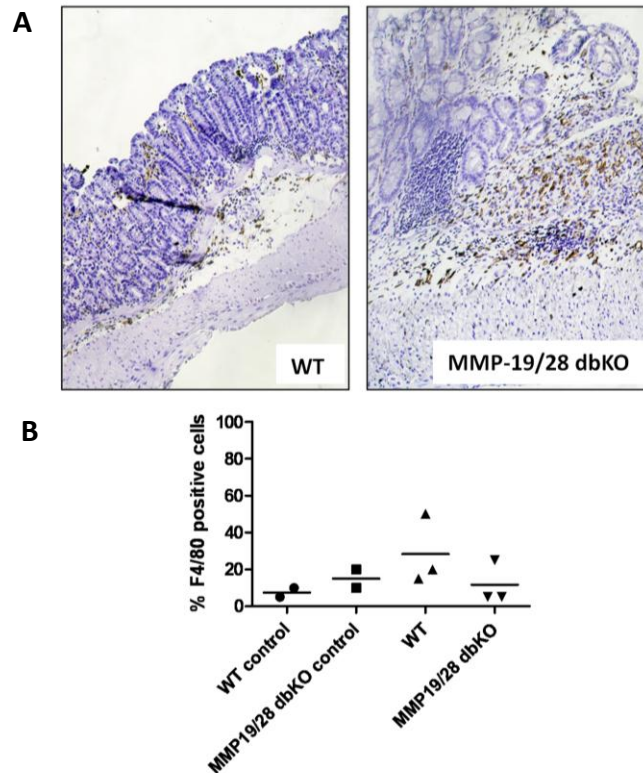 A
WT
MMP-19/28 dbKO
B
% F4/80 positive cells
100
80
60
40
20
0
WT control
MMP19/28 dbKO control
WT
MMP19/28 dbKO